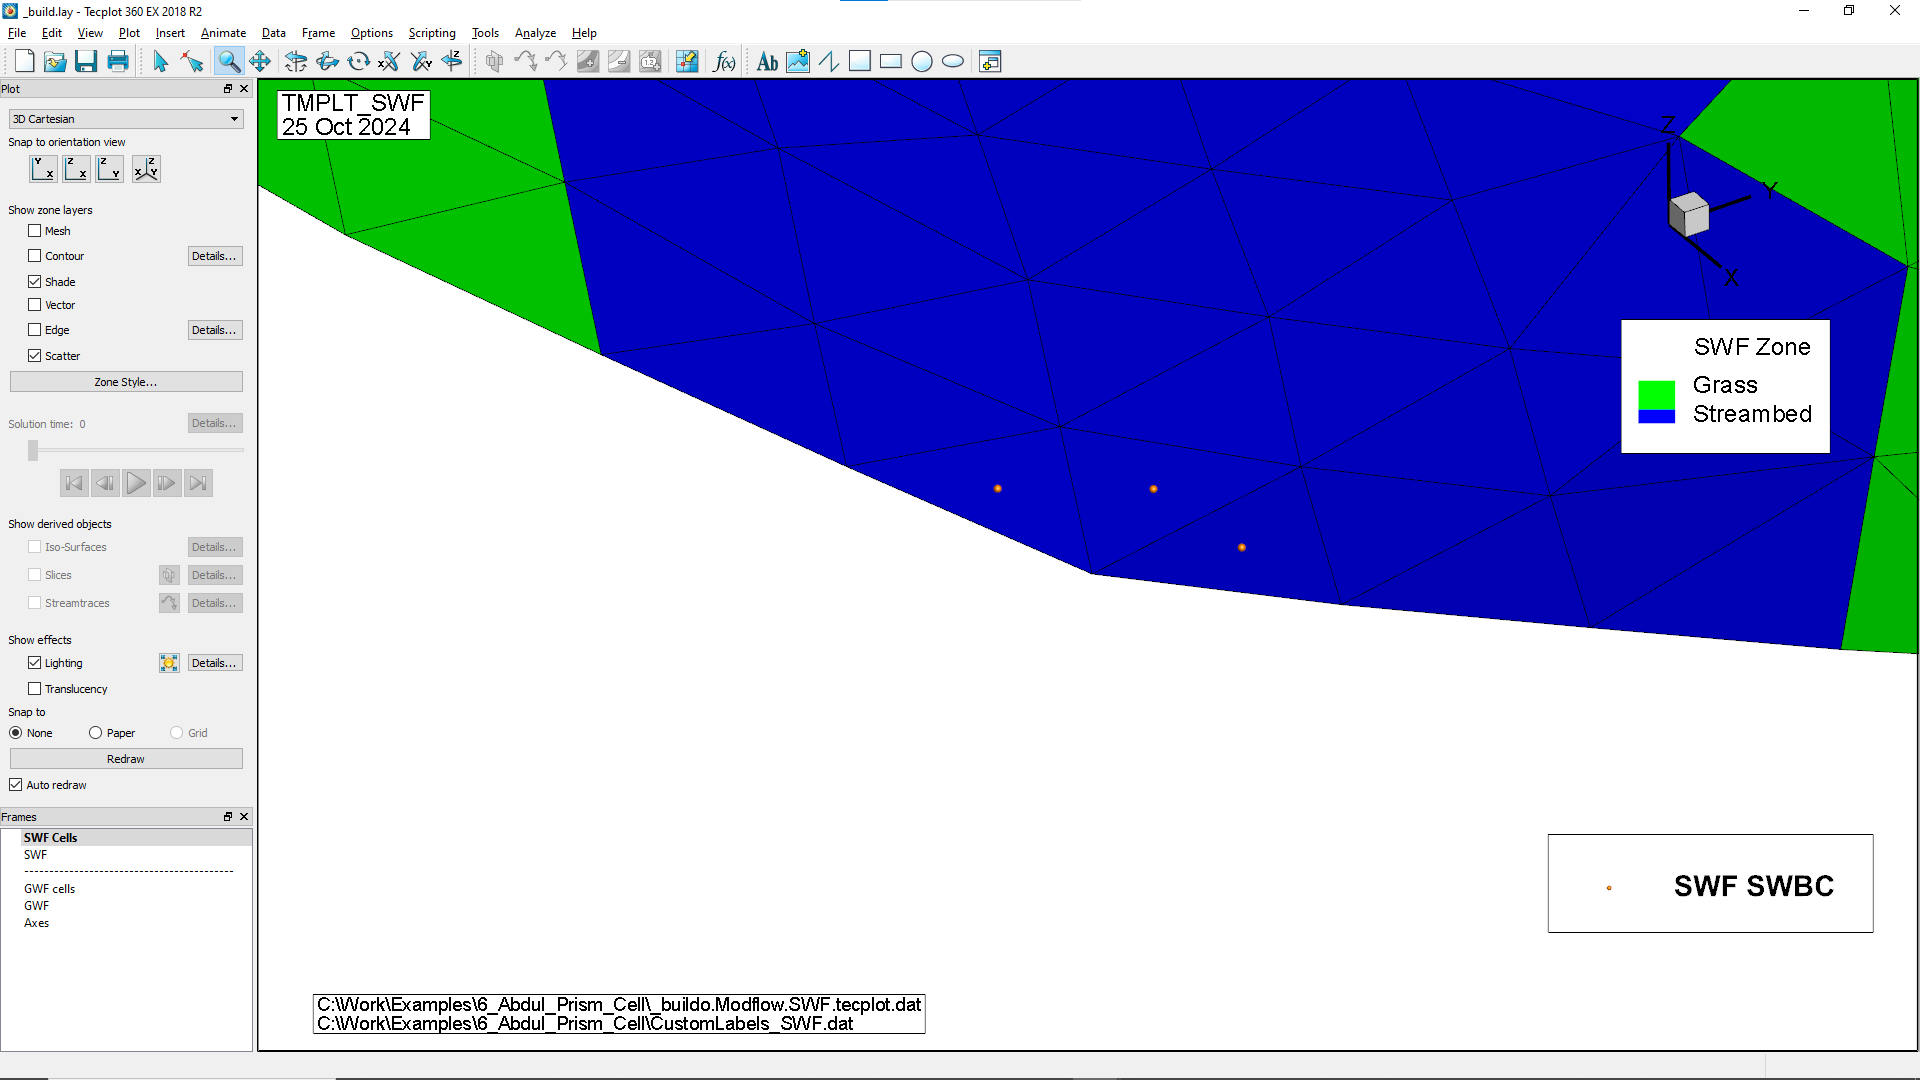 _build.lay - Tecplot 360 EX 2018 R2
File Edit View Plot Insert Animate Data Frame Options Scripting Tools Analyze Help
Plot
3D Cartesian
Snap to orientation view
Show zone layers
Mesh
Contour Details...
Shade
Vector
Edge Details...
Scatter
Zone Style...
Solution time: 0 Details...
Show derived objects
Iso-Surfaces Details...
Slices Details...
Streamtraces Details...
Show effects
Lighting Details...
Translucency
Snap to
None Paper Grid
Redraw
Auto redraw
Frames
SWF Cells
SWF
GWF cells
GWF
Axes
TMPLT_SWF
25 Oct 2024
Z
Y
X
SWF Zone
Grass
Streambed
SWF SWBC
C:\Work\Examples\6_Abdul_Prism_Cell\_buildo.Modflow.SWF.tecplot.dat
C:\Work\Examples\6_Abdul_Prism_Cell\CustomLabels_SWF.dat